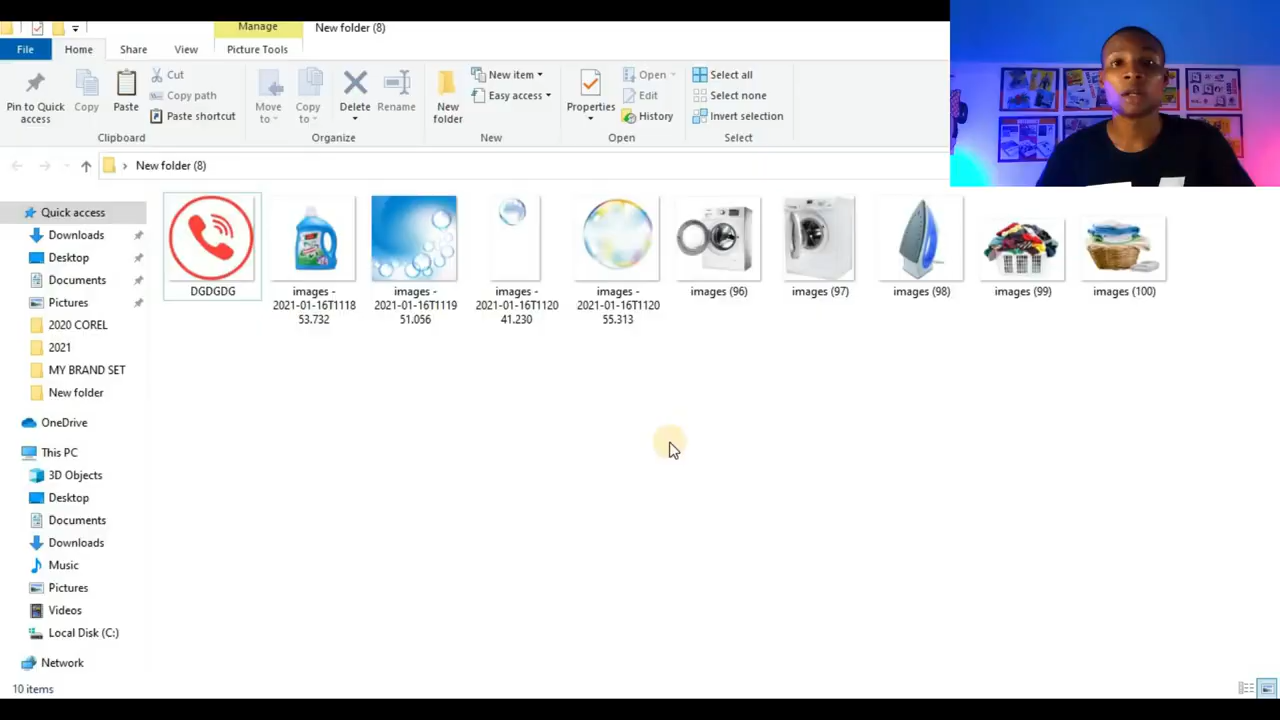 Manage
New folder (8)
File
Home
Share
View
Picture Tools
Pin to Quick
access
Copy
Paste
Cut
Copy path
Paste shortcut
Clipboard
Move
to
Copy
to
Delete
Rename
Organize
New
folder
New item
Easy access
New
Properties
Open
Edit
History
Open
Select all
Select none
Invert selection
Select
New folder (8)
Quick access
Downloads
Desktop
Documents
Pictures
2020 COREL
2021
MY BRAND SET
New folder
OneDrive
This PC
3D Objects
Desktop
Documents
Downloads
Music
Pictures
Videos
Local Disk (C:)
Network
DGDGDG
images -
2021-01-16T1118
53.732
images -
2021-01-16T1119
51.056
images -
2021-01-16T1120
41.230
images -
2021-01-16T1120
55.313
images (96)
images (97)
images (98)
images (99)
images (100)
10 items